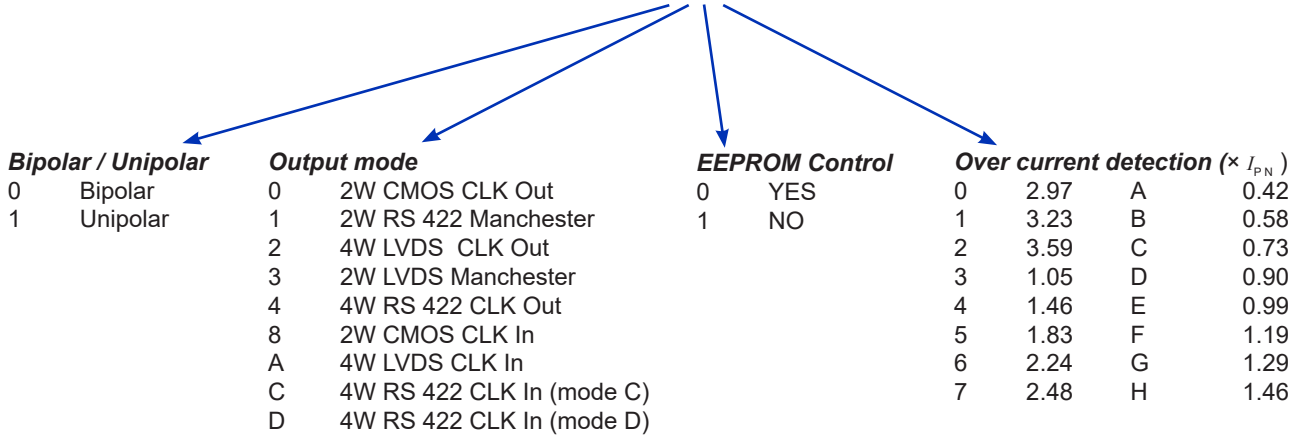 Bipolar / Unipolar
0 Bipolar
1 Unipolar
Output mode
0 2W CMOS CLK Out
1 2W RS 422 Manchester
2 4W LVDS CLK Out
3 2W LVDS Manchester
4 4W RS 422 CLK Out
8 2W CMOS CLK In
A 4W LVDS CLK In
C 4W RS 422 CLK In (mode C)
D 4W RS 422 CLK In (mode D)
EEPROM Control
0 YES
1 NO
Over current detection (× I_PN)
0 2.97 A 0.42
1 3.23 B 0.58
2 3.59 C 0.73
3 1.05 D 0.90
4 1.46 E 0.99
5 1.83 F 1.19
6 2.24 G 1.29
7 2.48 H 1.46